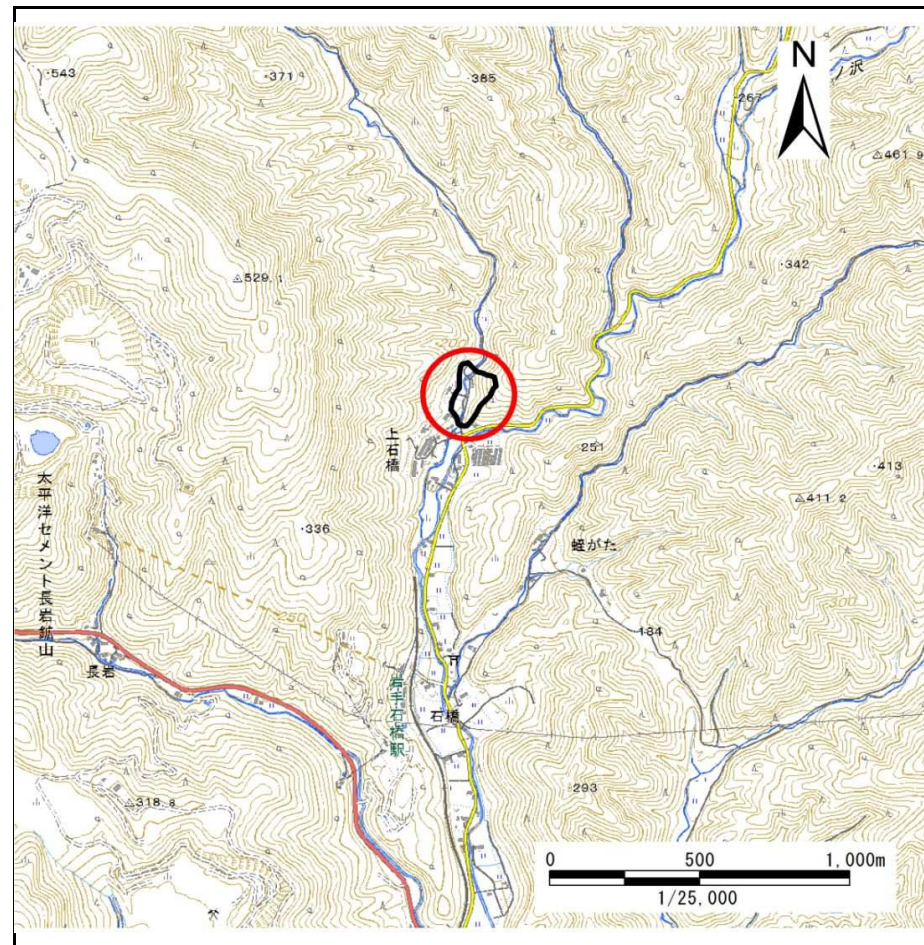 N
ノ沢
・543
・371
・385
・267
△461.9
・342
△529.1
上石橋
251
・413
△411.2
太平洋セメント長岩鉱山
・336
蛭がた
・184
長岩
岩手石橋駅
石橋
・293
△318.8
0 500 1,000m
1/25,000